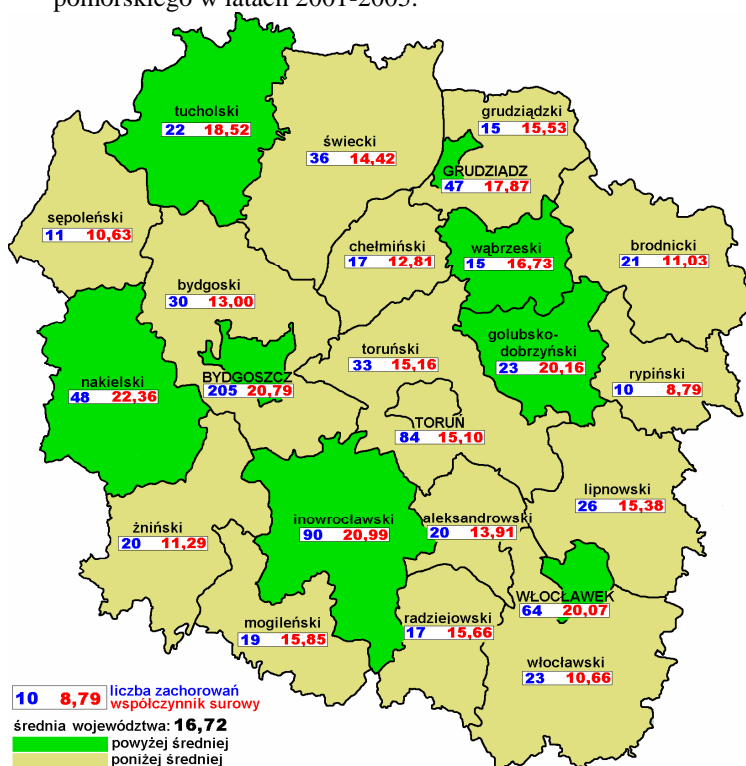 pomorskiego w latach 2001-2005.
tucholski
22 18,52
grudziądzki
15 15,53
świecki
36 14,42
GRUDZIĄDZ
47 17,87
sępoleński
11 10,63
chełmiński
17 12,81
wąbrzeski
15 16,73
brodnicki
21 11,03
bydgoski
30 13,00
golubsko-
dobrzyński
23 20,16
toruński
33 15,16
rypiński
10 8,79
nakielski
48 22,36
BYDGOSZCZ
205 20,79
TORUŃ
84 15,10
lipnowski
26 15,38
żniński
20 11,29
inowrocławski
90 20,99
aleksandrowski
20 13,91
WŁOCŁAWEK
64 20,07
mogileński
19 15,85
radziejowski
17 15,66
włocławski
23 10,66
10 8,79 liczba zachorowań
współczynnik surowy
średnia województwa: 16,72
powyżej średniej
poniżej średniej